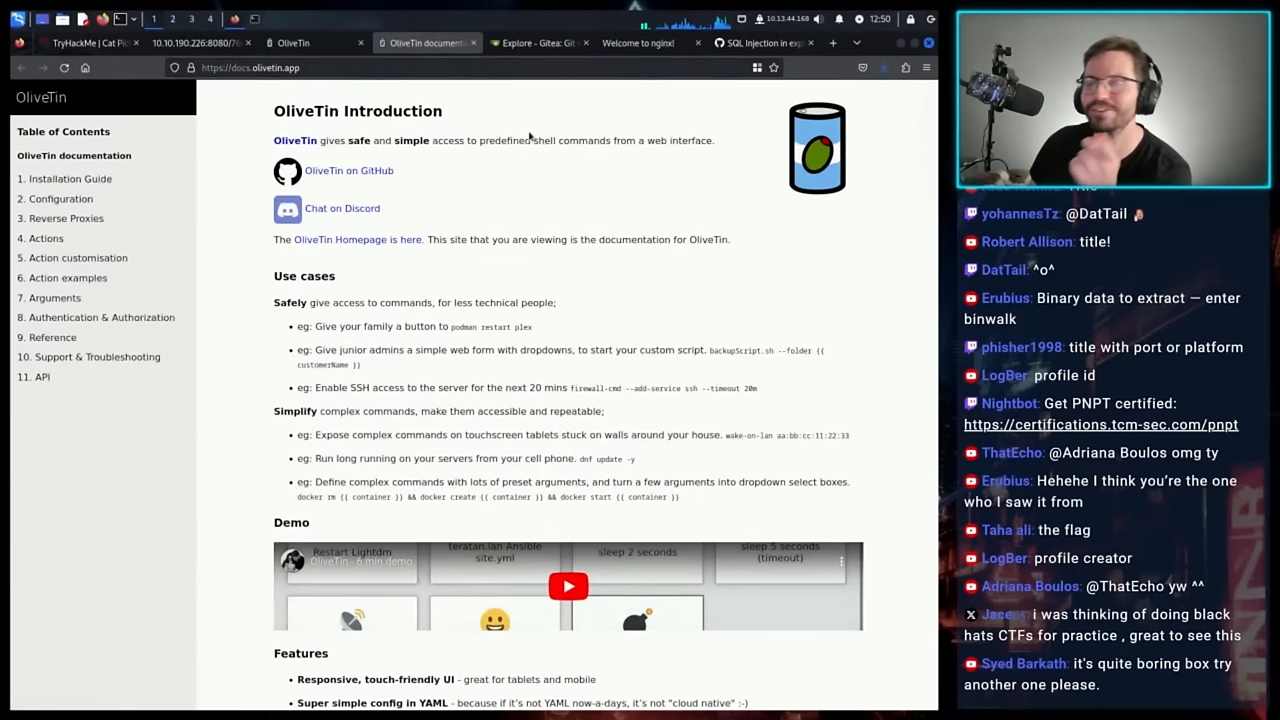 1 2 3 4 10.13.44.168 12:50
TryHackMe | Cat Pic 10.10.190.226:8080/76 OliveTin OliveTin documenta Explore - Gitea: Git Welcome to nginx! SQL Injection in exp
https://docs.olivetin.app
OliveTin
Table of Contents
OliveTin documentation
1. Installation Guide
2. Configuration
3. Reverse Proxies
4. Actions
5. Action customisation
6. Action examples
7. Arguments
8. Authentication & Authorization
9. Reference
10. Support & Troubleshooting
11. API
OliveTin Introduction
OliveTin gives safe and simple access to predefined shell commands from a web interface.
OliveTin on GitHub
Chat on Discord
The OliveTin Homepage is here. This site that you are viewing is the documentation for OliveTin.
Use cases
Safely give access to commands, for less technical people;
• eg: Give your family a button to podman restart plex
• eg: Give junior admins a simple web form with dropdowns, to start your custom script. backupScript.sh --folder {{
customerName }}
• eg: Enable SSH access to the server for the next 20 mins firewall-cmd --add-service ssh --timeout 20m
Simplify complex commands, make them accessible and repeatable;
• eg: Expose complex commands on touchscreen tablets stuck on walls around your house. wake-on-lan aa:bb:cc:11:22:33
• eg: Run long running on your servers from your cell phone. dnf update -y
• eg: Define complex commands with lots of preset arguments, and turn a few arguments into dropdown select boxes.
docker rm {{ container }} && docker create {{ container }} && docker start {{ container }}
Demo
Restart Lightdm
OliveTin - 6 min demo
teratan.lan Ansible
site.yml
sleep 2 seconds
sleep 5 seconds
(timeout)
Features
• Responsive, touch-friendly UI - great for tablets and mobile
• Super simple config in YAML - because if it's not YAML now-a-days, it's not "cloud native" :-)
yohannesTz: @DatTail
Robert Allison: title!
DatTail: ^o^
Erubius: Binary data to extract — enter
binwalk
phisher1998: title with port or platform
LogBer: profile id
Nightbot: Get PNPT certified:
https://certifications.tcm-sec.com/pnpt
ThatEcho: @Adriana Boulos omg ty
Erubius: Hehehe I think you're the one
who I saw it from
Taha ali: the flag
LogBer: profile creator
Adriana Boulos: @ThatEcho yw ^^
i was thinking of doing black
hats CTFs for practice , great to see this
Syed Barkath: it's quite boring box try
another one please.